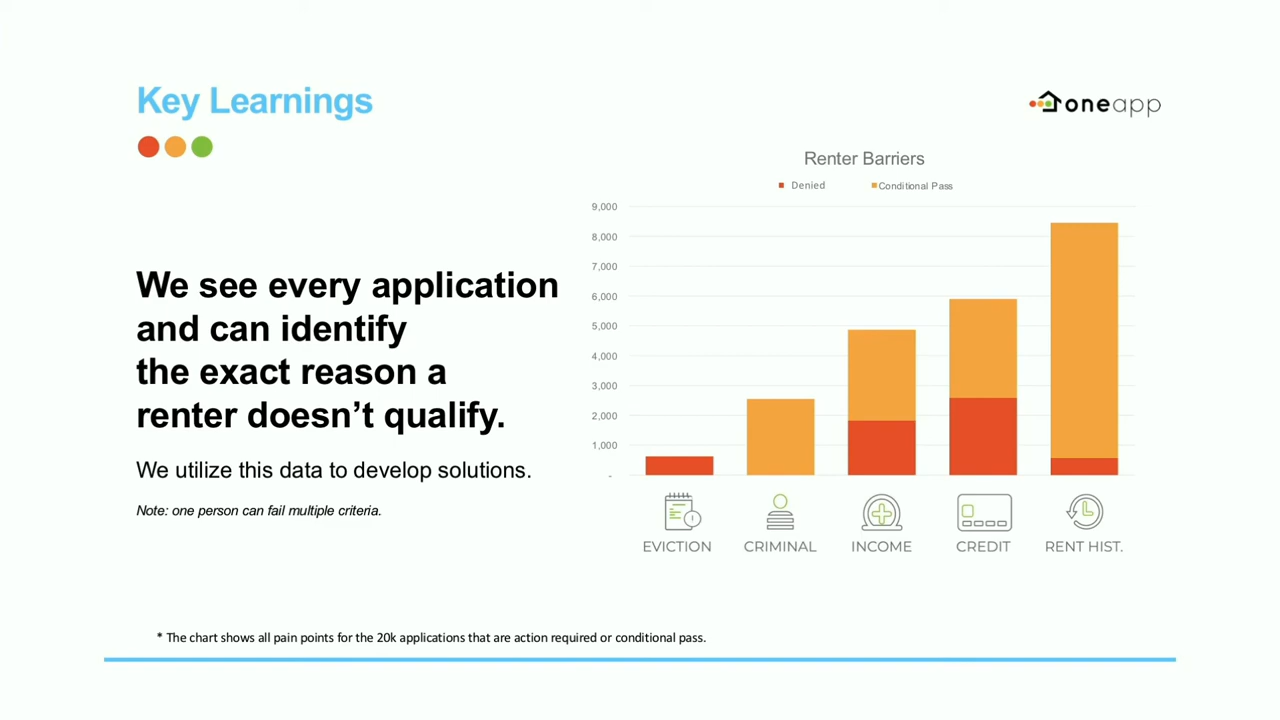 Key Learnings
oneapp
We see every application
and can identify
the exact reason a
renter doesn’t qualify.
We utilize this data to develop solutions.
Note: one person can fail multiple criteria.
Renter Barriers
Denied
Conditional Pass
9,000
8,000
7,000
6,000
5,000
4,000
3,000
2,000
1,000
-
EVICTION
CRIMINAL
INCOME
CREDIT
RENT HIST.
* The chart shows all pain points for the 20k applications that are action required or conditional pass.